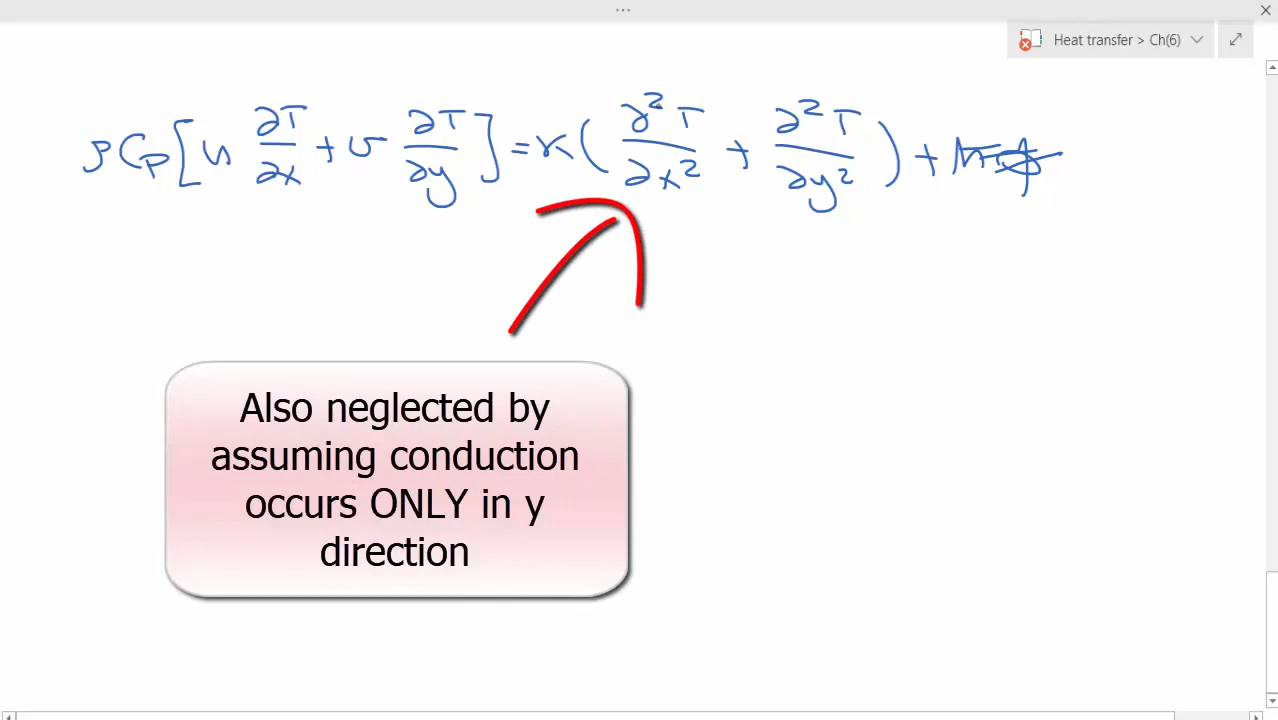 Heat transfer > Ch(6)
ρCp[u ∂T/∂x + v ∂T/∂y] = K(∂²T/∂x² + ∂²T/∂y²) +
Also neglected by
assuming conduction
occurs ONLY in y
direction